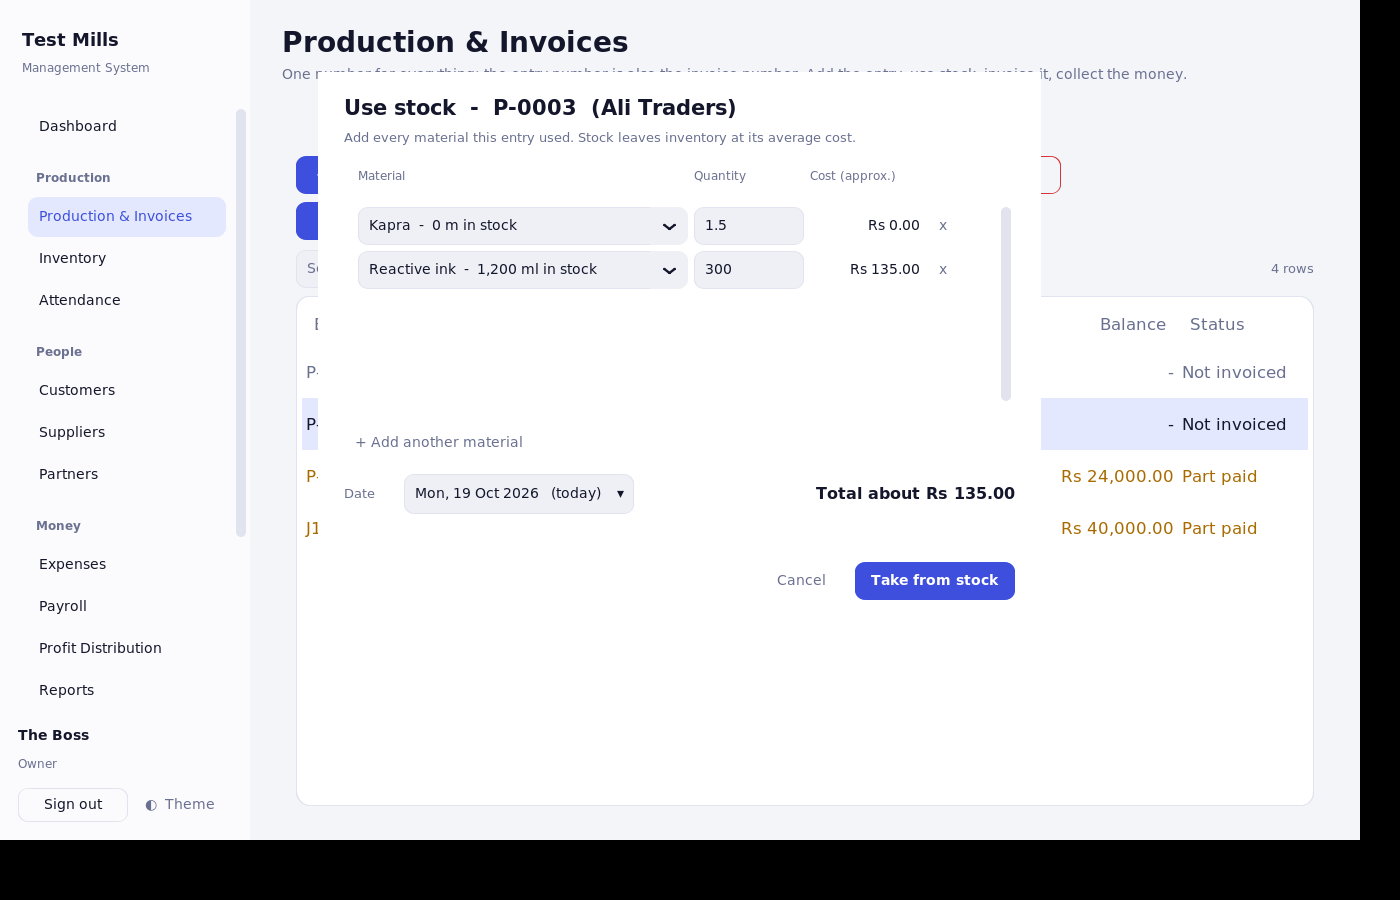 Test Mills
Management System
Dashboard
Production
Production & Invoices
Inventory
Attendance
People
Customers
Suppliers
Partners
Money
Expenses
Payroll
Profit Distribution
Reports
The Boss
Owner
Sign out
Theme
Production & Invoices
it, collect the money.
Use stock - P-0003 (Ali Traders)
Add every material this entry used. Stock leaves inventory at its average cost.
Material Quantity Cost (approx.)
Kapra - 0 m in stock 1.5 Rs 0.00 x
Reactive ink - 1,200 ml in stock 300 Rs 135.00 x
+ Add another material
Date Mon, 19 Oct 2026 (today) Total about Rs 135.00
Cancel Take from stock
4 rows
Balance Status
- Not invoiced
- Not invoiced
Rs 24,000.00 Part paid
Rs 40,000.00 Part paid